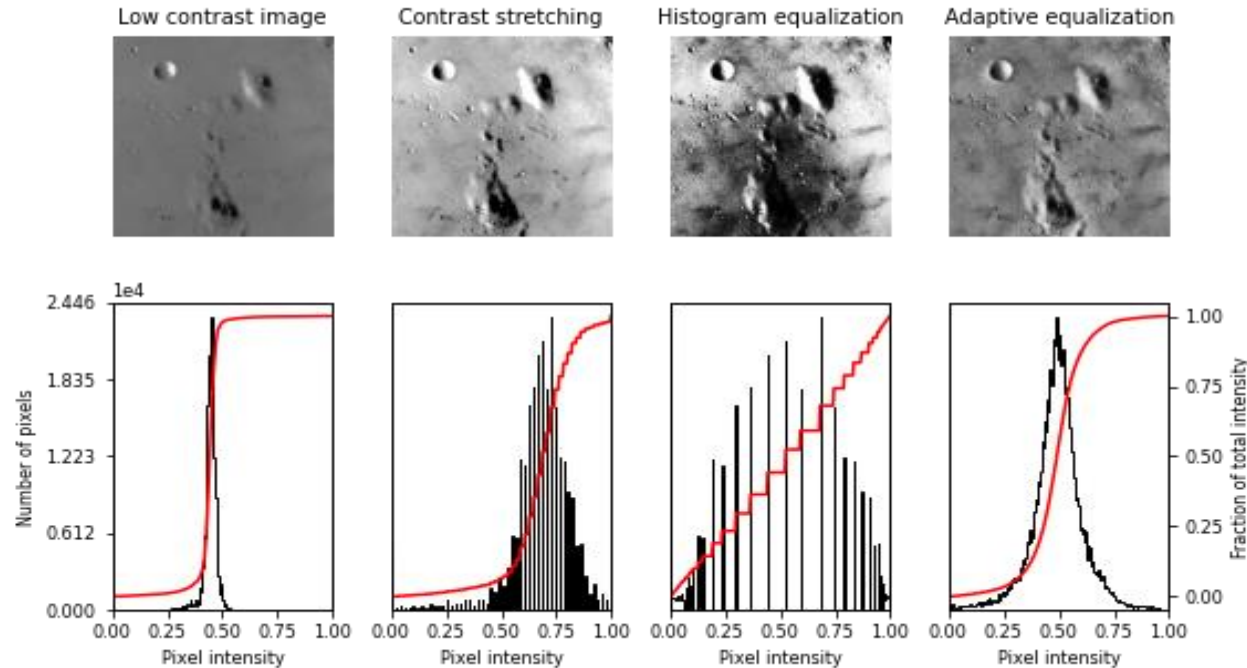 Low contrast image
Contrast stretching
Histogram equalization
Adaptive equalization
1e4
2.446
1.835
1.223
0.612
0.000
Number of pixels
0.00 0.25 0.50 0.75 1.00
Pixel intensity
0.00 0.25 0.50 0.75 1.00
Pixel intensity
0.00 0.25 0.50 0.75 1.00
Pixel intensity
0.00 0.25 0.50 0.75 1.00
Pixel intensity
1.00
0.75
0.50
0.25
0.00
Fraction of total intensity